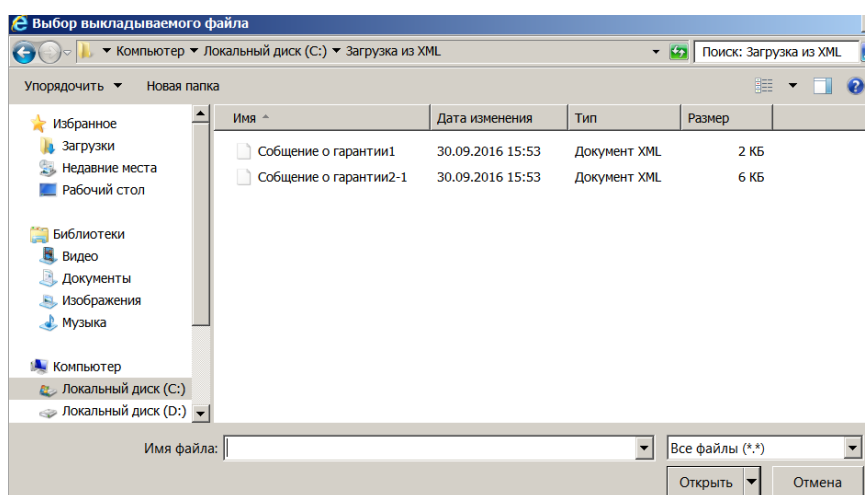 Выбор выкладываемого файла
Компьютер Локальный диск (C:) Загрузка из XML Поиск: Загрузка из XML
Упорядочить Новая папка
Имя Дата изменения Тип Размер
Избранное
Загрузки
Недавние места
Рабочий стол
Библиотеки
Видео
Документы
Изображения
Музыка
Компьютер
Локальный диск (C:)
Локальный диск (D:)
Собщение о гарантии1 30.09.2016 15:53 Документ XML 2 КБ
Собщение о гарантии2-1 30.09.2016 15:53 Документ XML 6 КБ
Имя файла: Все файлы (*.*)
Открыть Отмена